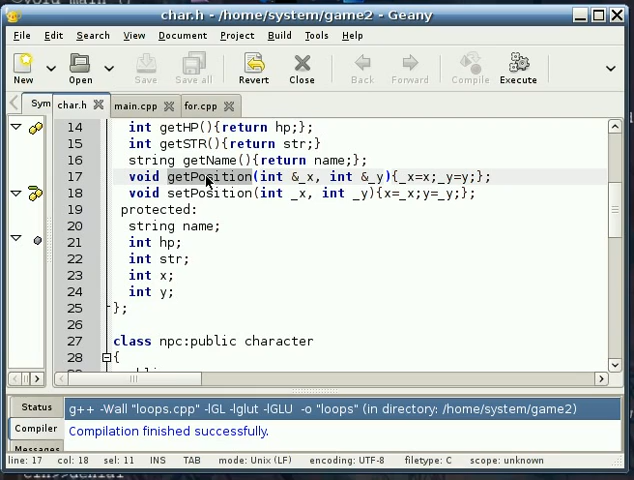 char.h - /home/system/game2 - Geany
File Edit Search View Document Project Build Tools Help
New Open Save Save all Revert Close Back Forward Compile Execute
Sym char.h main.cpp for.cpp
14 int getHP(){return hp;};
15 int getSTR(){return str;}
16 string getName(){return name;};
17 void getPosition(int &_x, int &_y){_x=x;_y=y;};
18 void setPosition(int _x, int _y){x=_x;y=_y;};
19 protected:
20 string name;
21 int hp;
22 int str;
23 int x;
24 int y;
25 };
26
27 class npc:public character
28 {
Status
g++ -Wall "loops.cpp" -lGL -lglut -lGLU -o "loops" (in directory: /home/system/game2)
Compiler
Compilation finished successfully.
Messages
line: 17 col: 18 sel: 11 INS TAB mode: Unix (LF) encoding: UTF-8 filetype: C scope: unknown